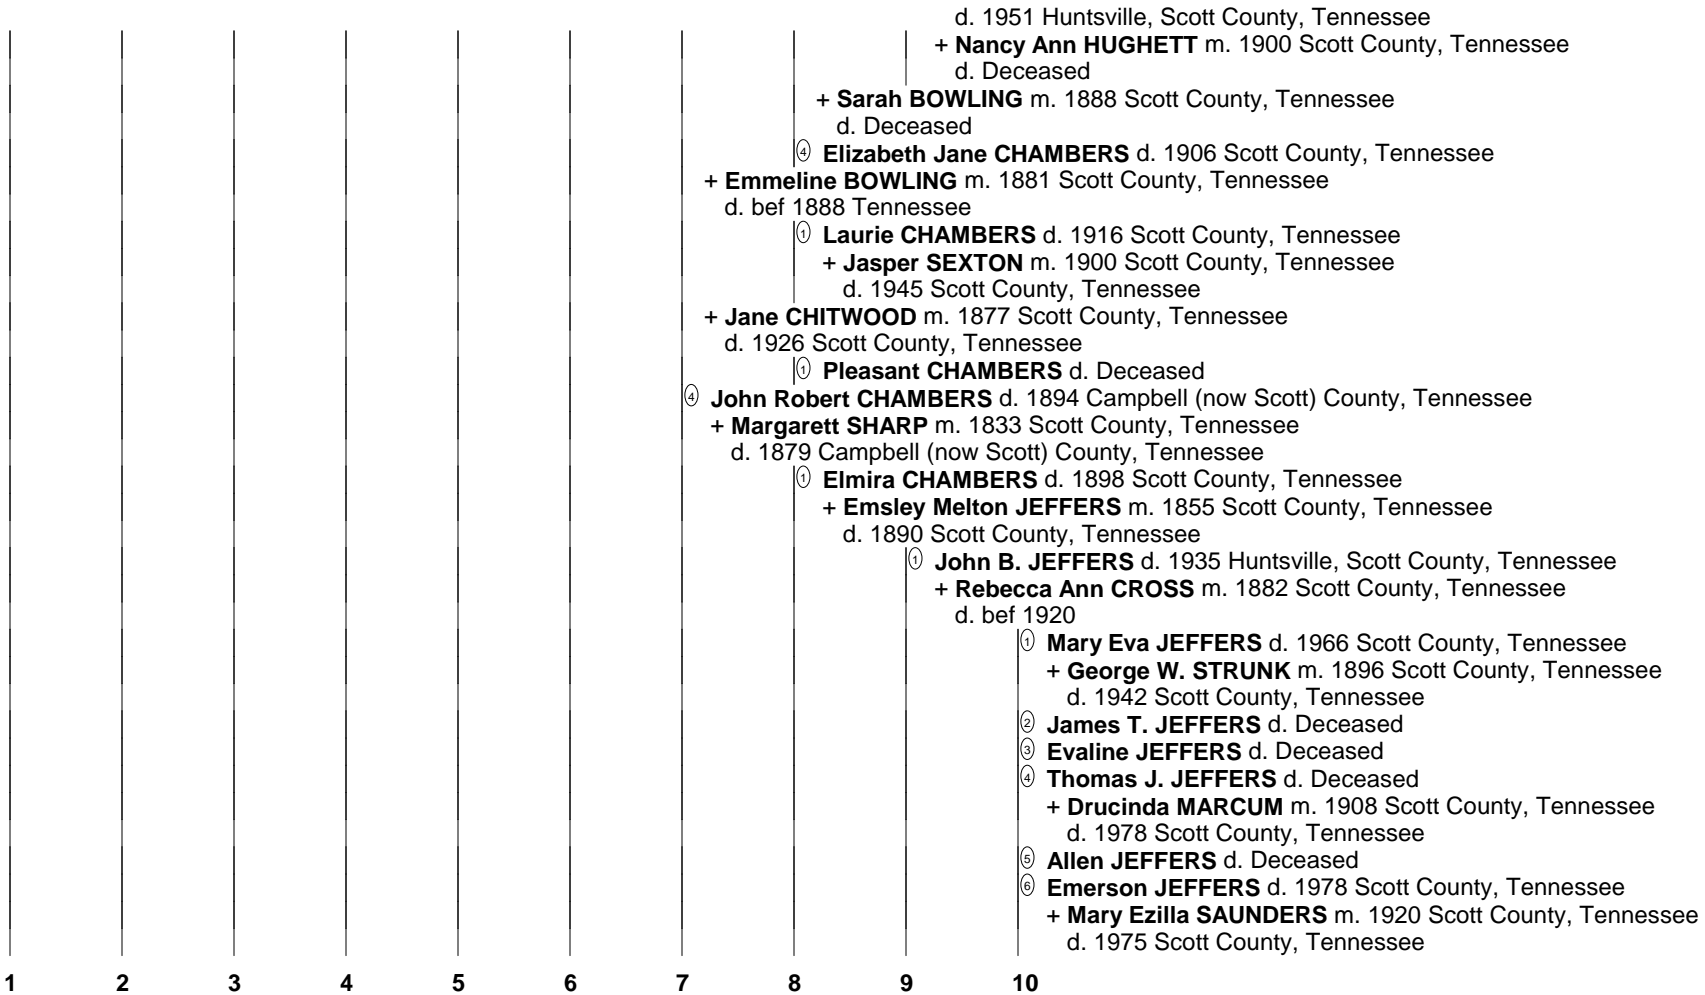 d. 1951 Huntsville, Scott County, Tennessee
+ Nancy Ann HUGHETT m. 1900 Scott County, Tennessee
d. Deceased
+ Sarah BOWLING m. 1888 Scott County, Tennessee
d. Deceased
4 Elizabeth Jane CHAMBERS d. 1906 Scott County, Tennessee
+ Emmeline BOWLING m. 1881 Scott County, Tennessee
d. bef 1888 Tennessee
1 Laurie CHAMBERS d. 1916 Scott County, Tennessee
+ Jasper SEXTON m. 1900 Scott County, Tennessee
d. 1945 Scott County, Tennessee
+ Jane CHITWOOD m. 1877 Scott County, Tennessee
d. 1926 Scott County, Tennessee
1 Pleasant CHAMBERS d. Deceased
4 John Robert CHAMBERS d. 1894 Campbell (now Scott) County, Tennessee
+ Margarett SHARP m. 1833 Scott County, Tennessee
d. 1879 Campbell (now Scott) County, Tennessee
1 Elmira CHAMBERS d. 1898 Scott County, Tennessee
+ Emsley Melton JEFFERS m. 1855 Scott County, Tennessee
d. 1890 Scott County, Tennessee
1 John B. JEFFERS d. 1935 Huntsville, Scott County, Tennessee
+ Rebecca Ann CROSS m. 1882 Scott County, Tennessee
d. bef 1920
1 Mary Eva JEFFERS d. 1966 Scott County, Tennessee
+ George W. STRUNK m. 1896 Scott County, Tennessee
d. 1942 Scott County, Tennessee
2 James T. JEFFERS d. Deceased
3 Evaline JEFFERS d. Deceased
4 Thomas J. JEFFERS d. Deceased
+ Drucinda MARCUM m. 1908 Scott County, Tennessee
d. 1978 Scott County, Tennessee
5 Allen JEFFERS d. Deceased
6 Emerson JEFFERS d. 1978 Scott County, Tennessee
+ Mary Ezilla SAUNDERS m. 1920 Scott County, Tennessee
d. 1975 Scott County, Tennessee
1 2 3 4 5 6 7 8 9 10